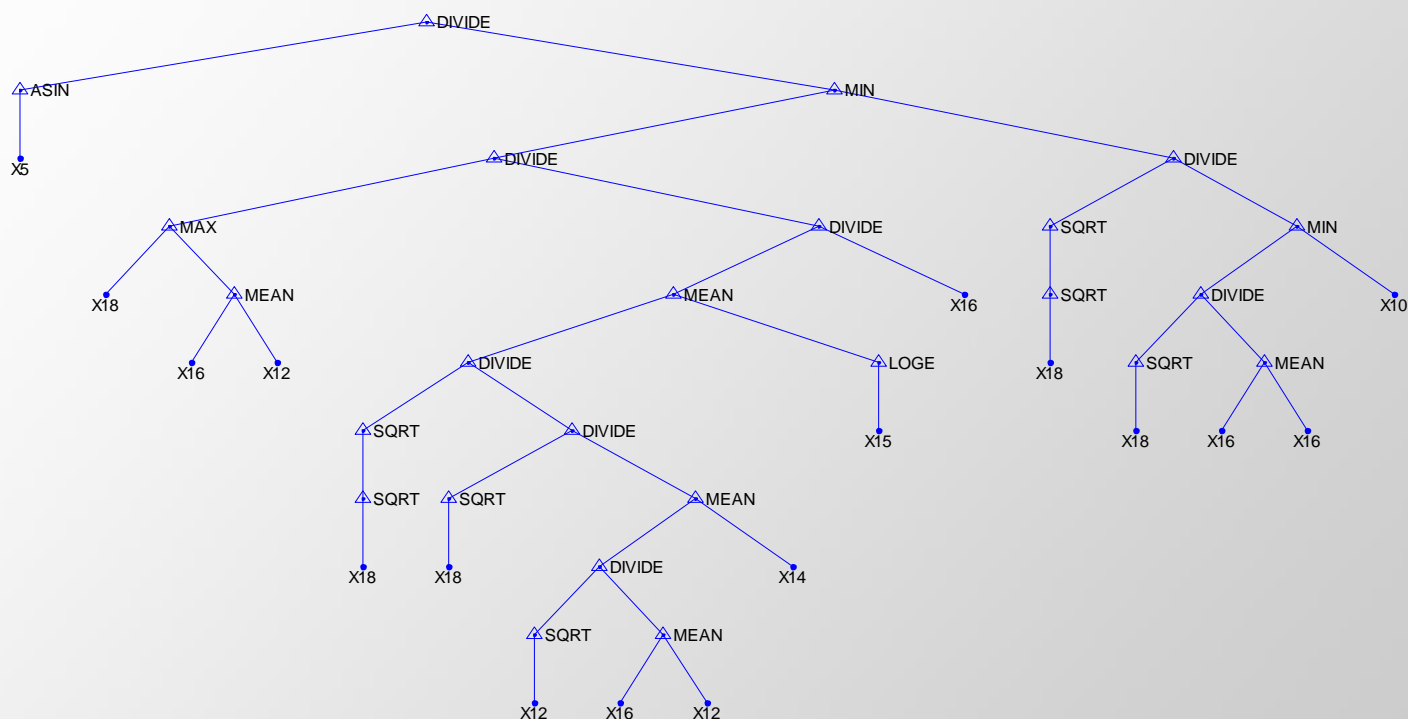 DIVIDE
ASIN MIN
X5 DIVIDE DIVIDE
MAX DIVIDE SQRT MIN
X18 MEAN MEAN X16 SQRT DIVIDE X10
X16 X12 DIVIDE LOGE X18 SQRT MEAN
SQRT DIVIDE X15 X18 X16 X16
SQRT SQRT MEAN
X18 X18 DIVIDE X14
SQRT MEAN
X12 X16 X12